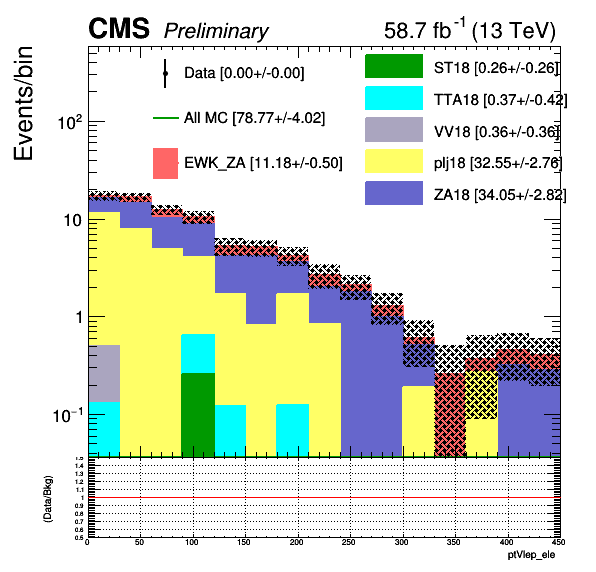 CMS Preliminary 58.7 fb⁻¹ (13 TeV)
Events/bin
Data [0.00+/-0.00]
All MC [78.77+/-4.02]
EWK_ZA [11.18+/-0.50]
ST18 [0.26+/-0.26]
TTA18 [0.37+/-0.42]
VV18 [0.36+/-0.36]
plj18 [32.55+/-2.76]
ZA18 [34.05+/-2.82]
10²
10
1
10⁻¹
(Data/Bkg)
1.5
1.4
1.3
1.2
1.1
1
0.9
0.8
0.7
0.6
0.5
0 50 100 150 200 250 300 350 400 450
ptVlep_ele